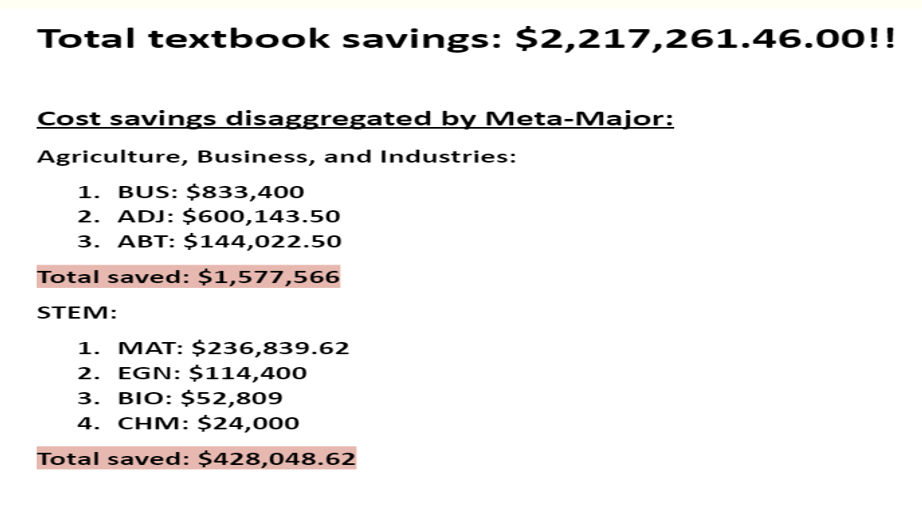 Total textbook savings: $2,217,261.46.00!!
Cost savings disaggregated by Meta-Major:
Agriculture, Business, and Industries:
1. BUS: $833,400
2. ADJ: $600,143.50
3. ABT: $144,022.50
Total saved: $1,577,566
STEM:
1. MAT: $236,839.62
2. EGN: $114,400
3. BIO: $52,809
4. CHM: $24,000
Total saved: $428,048.62